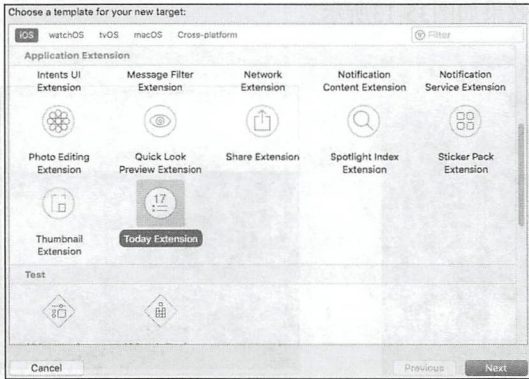 Choose a template for your new target:
iOS watchOS tvOS macOS Cross-platform Filter
Application Extension
Intents UI Extension
Message Filter Extension
Network Extension
Notification Content Extension
Notification Service Extension
Photo Editing Extension
Quick Look Preview Extension
Share Extension
Spotlight Index Extension
Sticker Pack Extension
17
Thumbnail Extension
Today Extension
Test
Cancel Previous Next